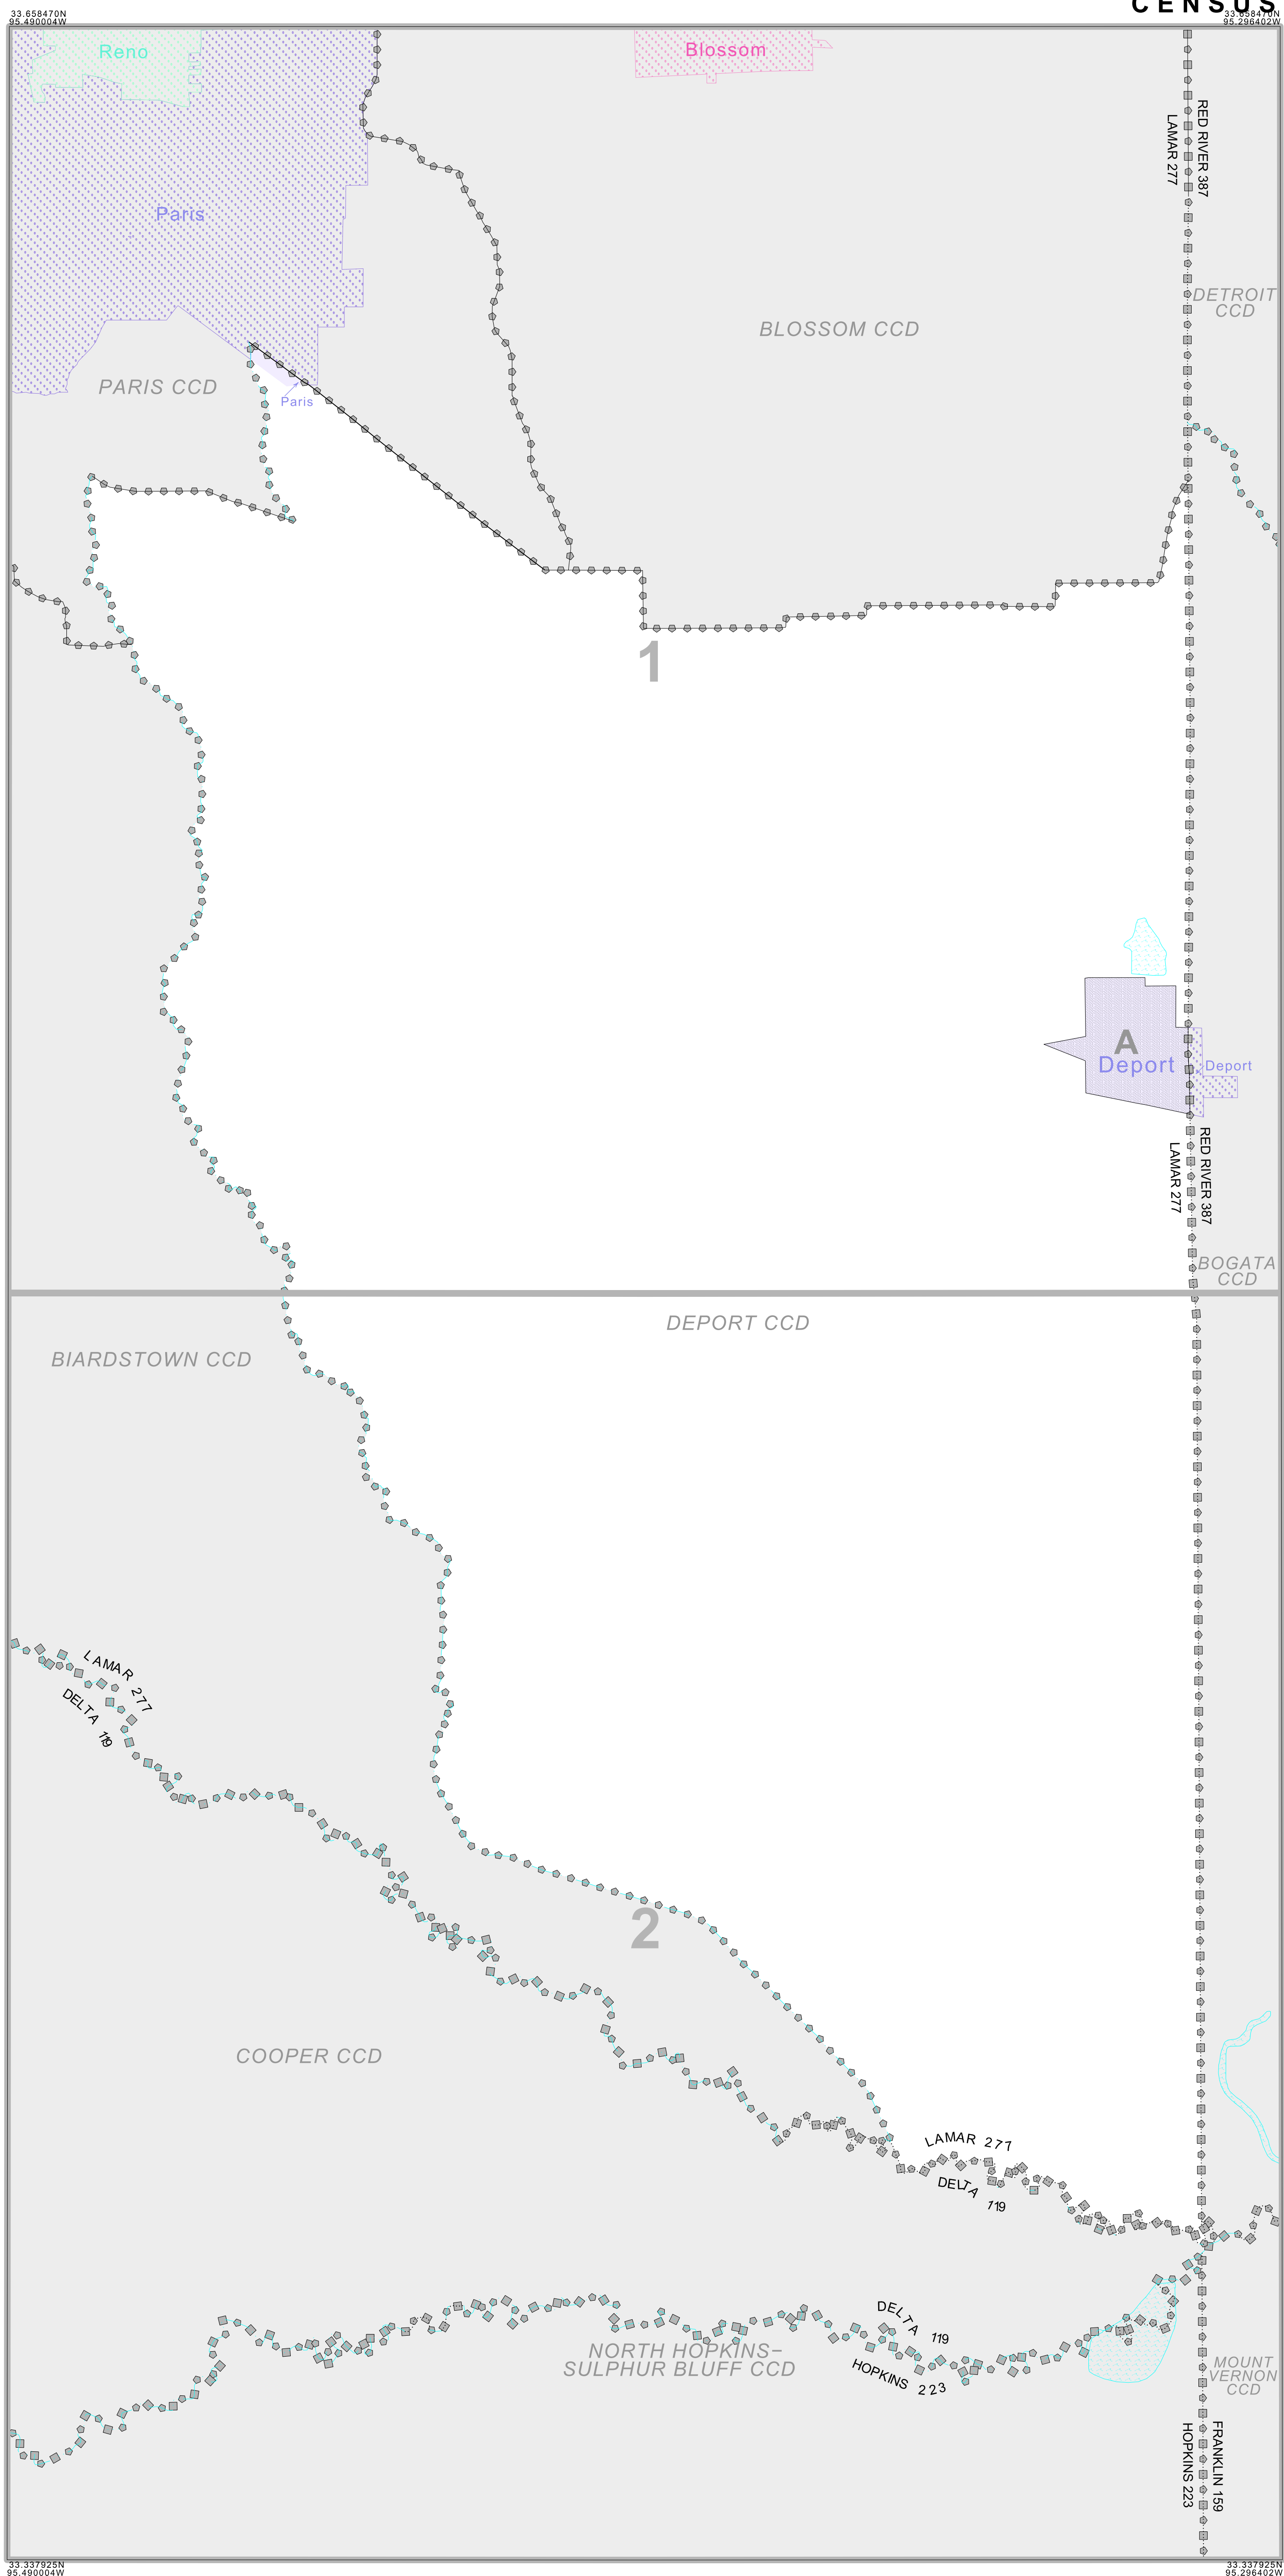 CENSUS
33.658470N
95.490004W
33.658470N
95.296402W
Reno
Blossom
RED RIVER 387
LAMAR 277
Paris
DETROIT
CCD
BLOSSOM CCD
PARIS CCD
Paris
1
A
Deport
Deport
RED RIVER 387
LAMAR 277
BOGATA
CCD
DEPORT CCD
BIARDSTOWN CCD
LAMAR 277
DELTA 119
2
COOPER CCD
LAMAR 277
DELTA 119
DELTA 119
HOPKINS 223
NORTH HOPKINS-
SULPHUR BLUFF CCD
MOUNT
VERNON
CCD
FRANKLIN 159
HOPKINS 223
33.337925N
95.490004W
33.337925N
95.296402W